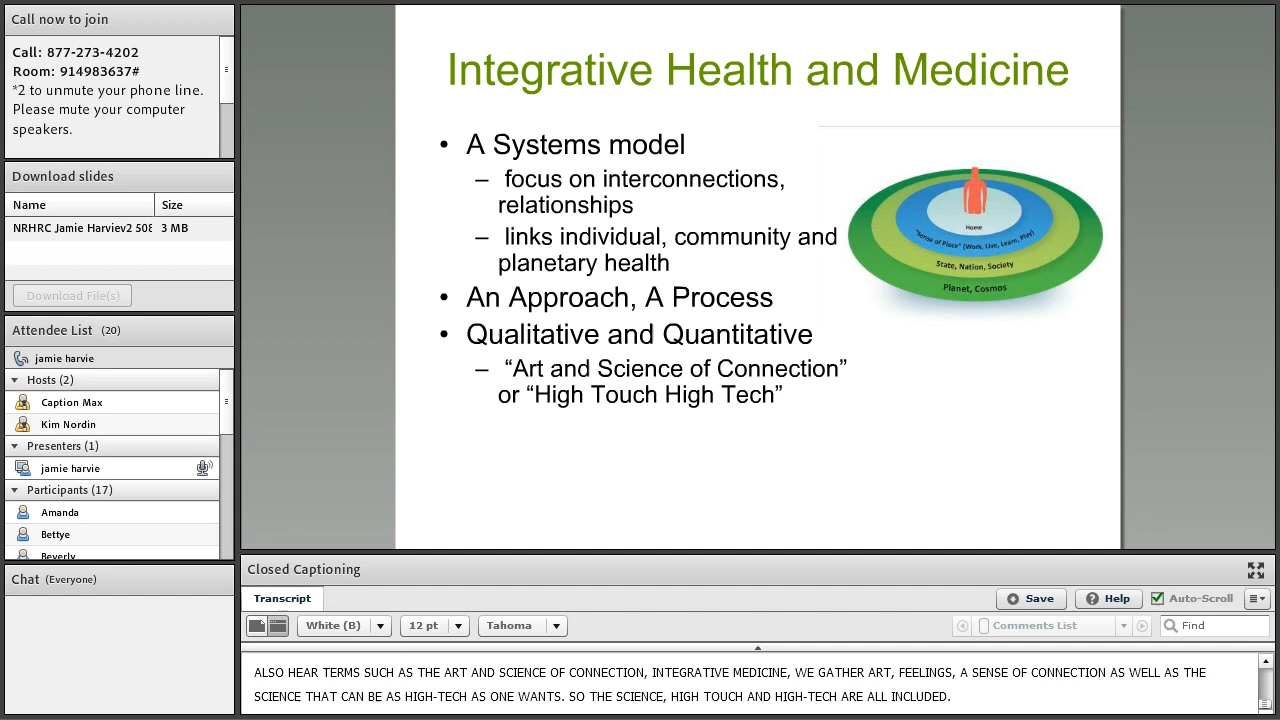 Call now to join
Call: 877-273-4202
Room: 914983637#
*2 to unmute your phone line.
Please mute your computer
speakers.
Download slides
Name Size
NRHRC Jamie Harviev2 508 3 MB
Download File(s)
Attendee List (20)
jamie harvie
Hosts (2)
Caption Max
Kim Nordin
Presenters (1)
jamie harvie
Participants (17)
Amanda
Bettye
Beverly
Chat (Everyone)
Integrative Health and Medicine
• A Systems model
– focus on interconnections,
relationships
– links individual, community and
planetary health
• An Approach, A Process
• Qualitative and Quantitative
– “Art and Science of Connection”
or “High Touch High Tech”
Home
"Sense of Place" (Work, Live, Learn, Play)
State, Nation, Society
Planet, Cosmos
Closed Captioning
Transcript
Save
Help
Auto-Scroll
White (B)
12 pt
Tahoma
Comments List
Find
ALSO HEAR TERMS SUCH AS THE ART AND SCIENCE OF CONNECTION, INTEGRATIVE MEDICINE, WE GATHER ART, FEELINGS, A SENSE OF CONNECTION AS WELL AS THE
SCIENCE THAT CAN BE AS HIGH-TECH AS ONE WANTS. SO THE SCIENCE, HIGH TOUCH AND HIGH-TECH ARE ALL INCLUDED.